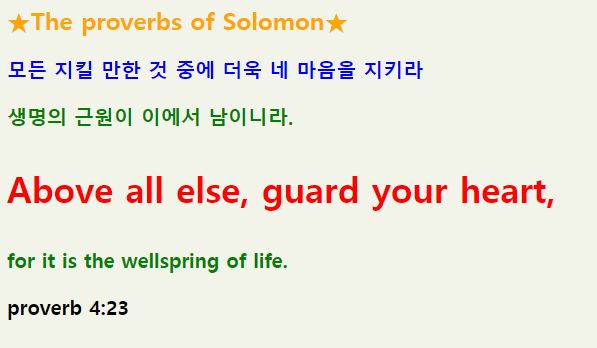 ★The proverbs of Solomon★
모든 지킬 만한 것 중에 더욱 네 마음을 지키라
생명의 근원이 이에서 남이니라.
Above all else, guard your heart,
for it is the wellspring of life.
proverb 4:23